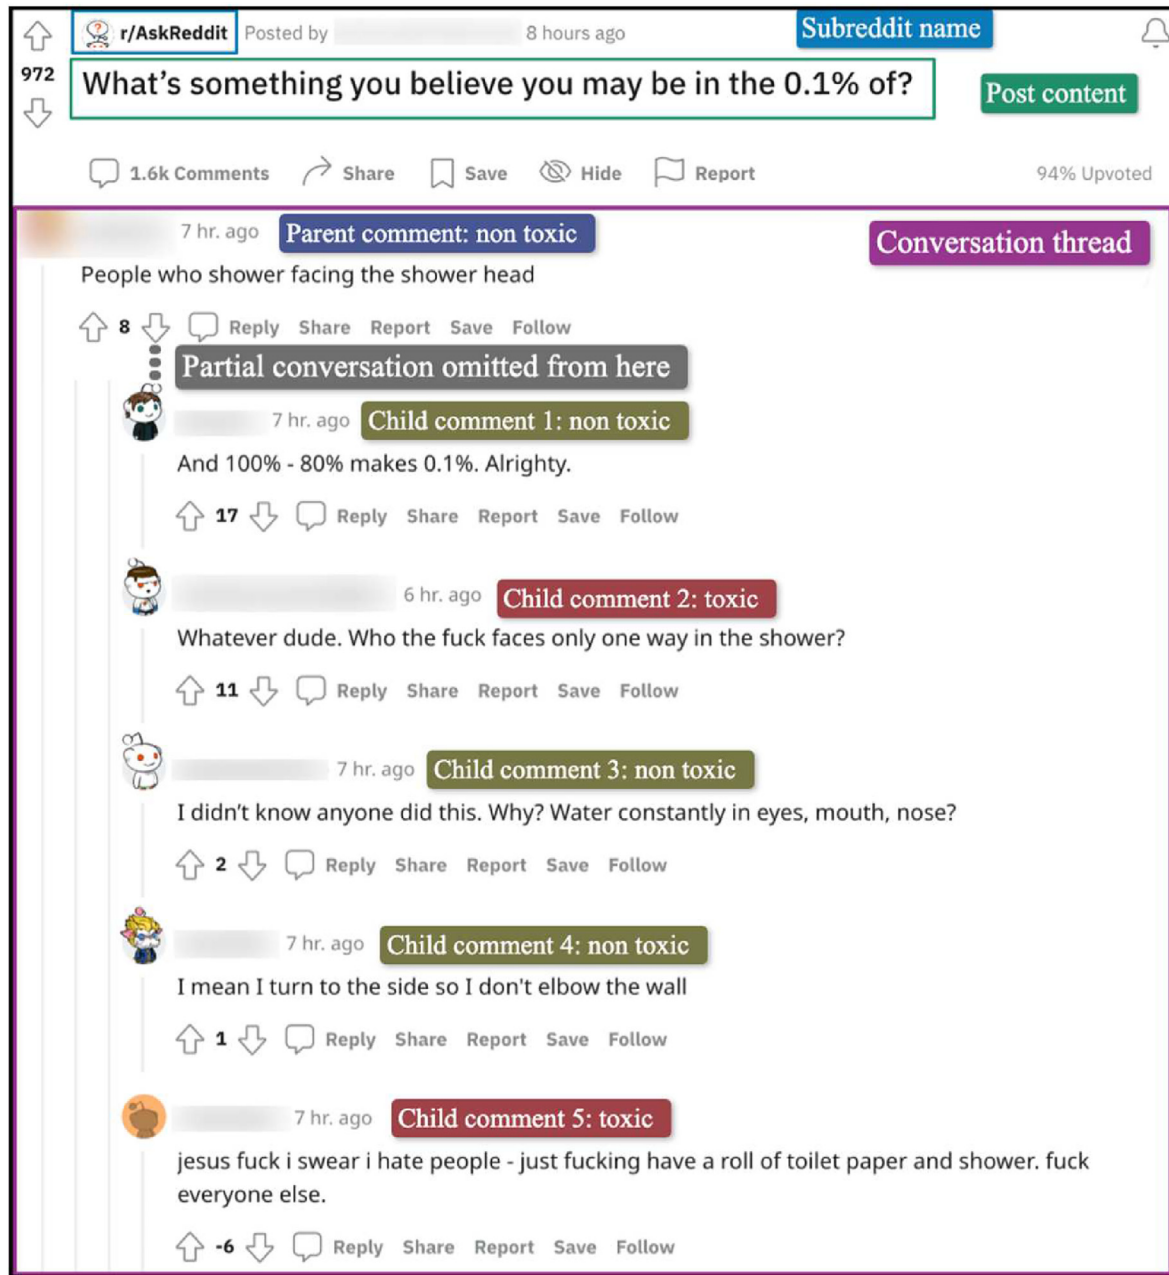 r/AskReddit Posted by 8 hours ago Subreddit name
972
What's something you believe you may be in the 0.1% of?
Post content
1.6k Comments Share Save Hide Report 94% Upvoted
7 hr. ago Parent comment: non toxic
Conversation thread
People who shower facing the shower head
8 Reply Share Report Save Follow
Partial conversation omitted from here
7 hr. ago Child comment 1: non toxic
And 100% - 80% makes 0.1%. Alrighty.
17 Reply Share Report Save Follow
6 hr. ago Child comment 2: toxic
Whatever dude. Who the fuck faces only one way in the shower?
11 Reply Share Report Save Follow
7 hr. ago Child comment 3: non toxic
I didn't know anyone did this. Why? Water constantly in eyes, mouth, nose?
2 Reply Share Report Save Follow
7 hr. ago Child comment 4: non toxic
I mean I turn to the side so I don't elbow the wall
1 Reply Share Report Save Follow
7 hr. ago Child comment 5: toxic
jesus fuck i swear i hate people - just fucking have a roll of toilet paper and shower. fuck
everyone else.
-6 Reply Share Report Save Follow